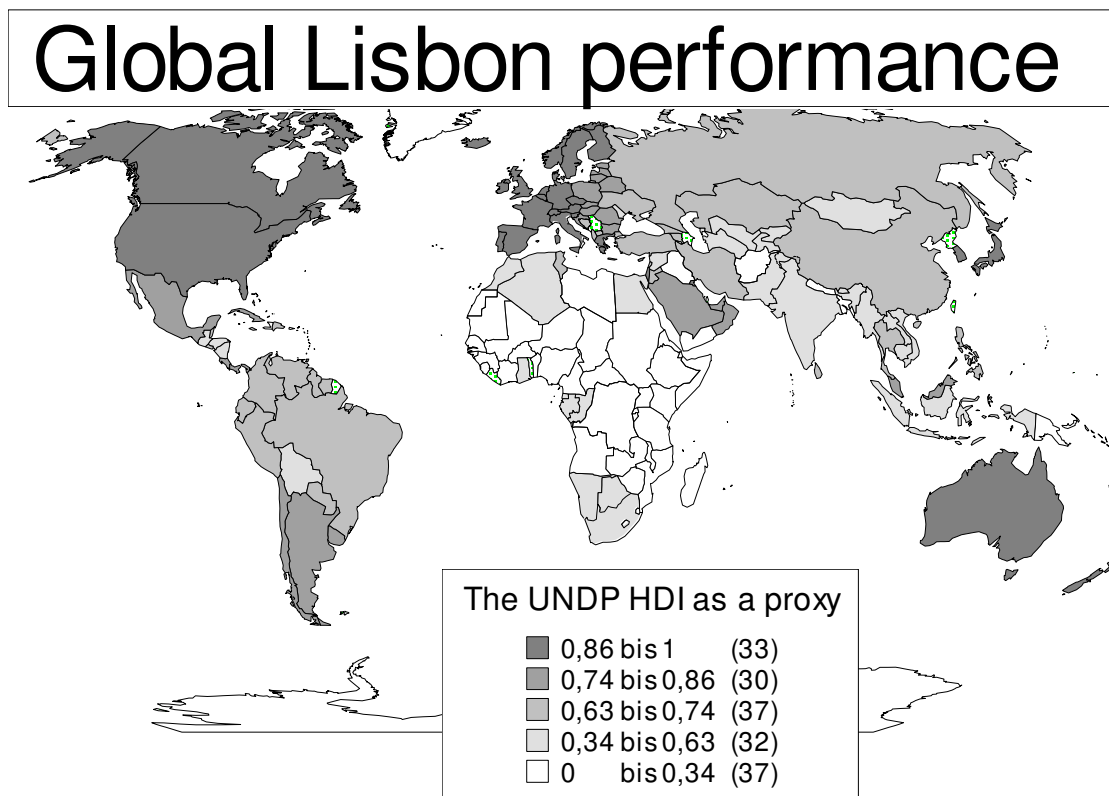 Global Lisbon performance
The UNDP HDI as a proxy
0,86 bis 1 (33)
0,74 bis 0,86 (30)
0,63 bis 0,74 (37)
0,34 bis 0,63 (32)
0 bis 0,34 (37)